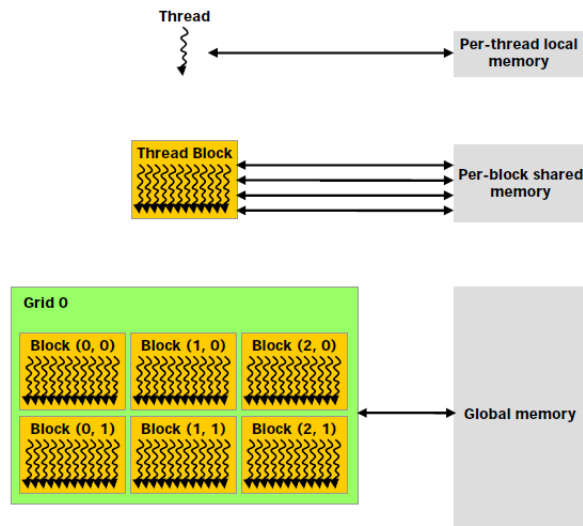 Thread
Per-thread local
memory
Thread Block
Per-block shared
memory
Grid 0
Block (0, 0)
Block (1, 0)
Block (2, 0)
Block (0, 1)
Block (1, 1)
Block (2, 1)
Global memory